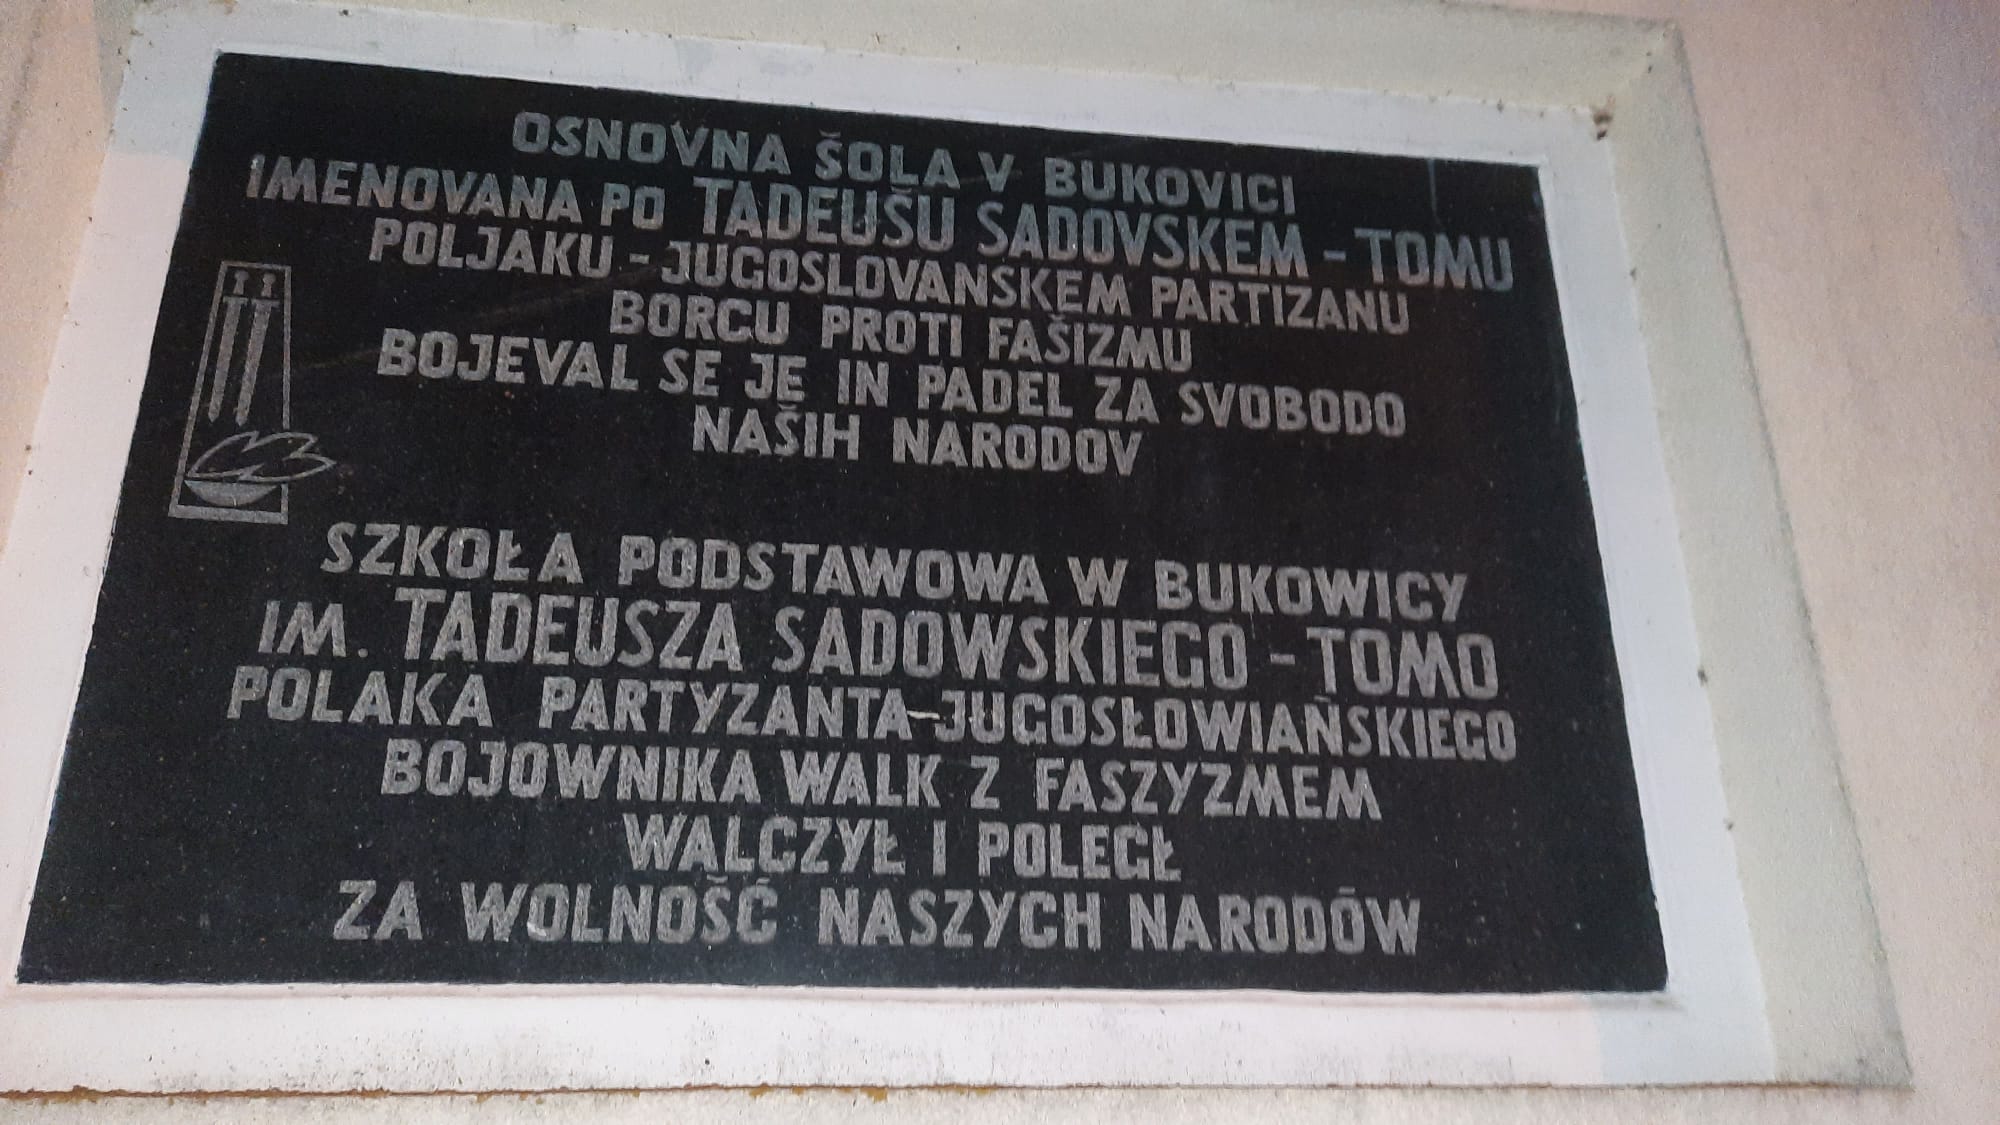 OSNOVNA ŠOLA V BUKOVICI
IMENOVANA PO TADEUŠU SADOVSKEM - TOMU
POLJAKU - JUGOSLOVANSKEM PARTIZANU
BORCU PROTI FAŠIZMU
BOJEVAL SE JE IN PADEL ZA SVOBODO
NAŠIH NARODOV
SZKOŁA PODSTAWOWA W BUKOWICY
IM. TADEUSZA SADOWSKIEGO - TOMO
POLAKA PARTYZANTA-JUGOSŁOWIAŃSKIEGO
BOJOWNIKA WALK Z FASZYZMEM
WALCZYŁ I POLEGŁ
ZA WOLNOŚĆ NASZYCH NARODÓW